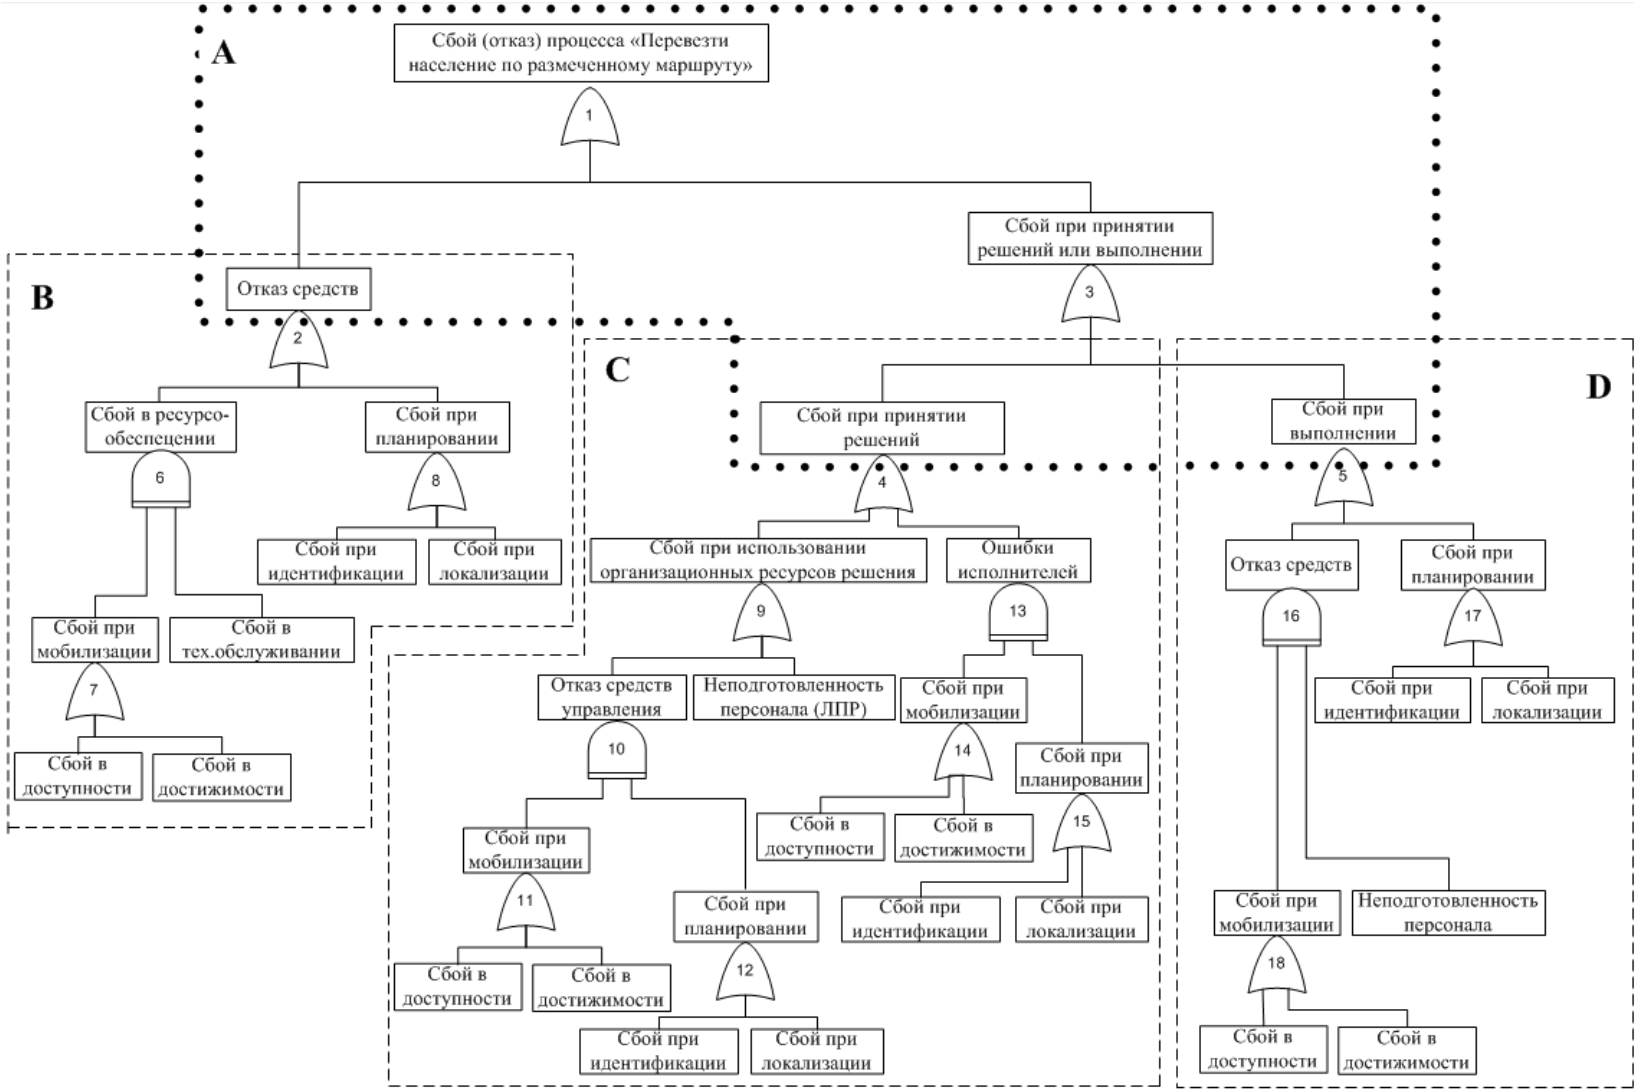 A
Сбой (отказ) процесса «Перевезти
население по размеченному маршруту»
1
Сбой при принятии
решений или выполнении
3
B
Отказ средств
2
Сбой в ресурсо-
обеспецении
6
Сбой при
планировании
8
Сбой при
идентификации
Сбой при
локализации
Сбой при
мобилизации
7
Сбой в
тех.обслуживании
Сбой в
доступности
Сбой в
достижимости
C
Сбой при принятии
решений
4
Сбой при использовании
организационных ресурсов решения
9
Ошибки
исполнителей
13
Отказ средств
управления
10
Неподготовленность
персонала (ЛПР)
Сбой при
мобилизации
14
Сбой при
планировании
15
Сбой в
доступности
Сбой в
достижимости
Сбой при
идентификации
Сбой при
локализации
Сбой при
мобилизации
11
Сбой при
планировании
12
Сбой в
доступности
Сбой в
достижимости
Сбой при
идентификации
Сбой при
локализации
D
Сбой при
выполнении
5
Отказ средств
16
Сбой при
планировании
17
Сбой при
идентификации
Сбой при
локализации
Сбой при
мобилизации
18
Неподготовленность
персонала
Сбой в
доступности
Сбой в
достижимости